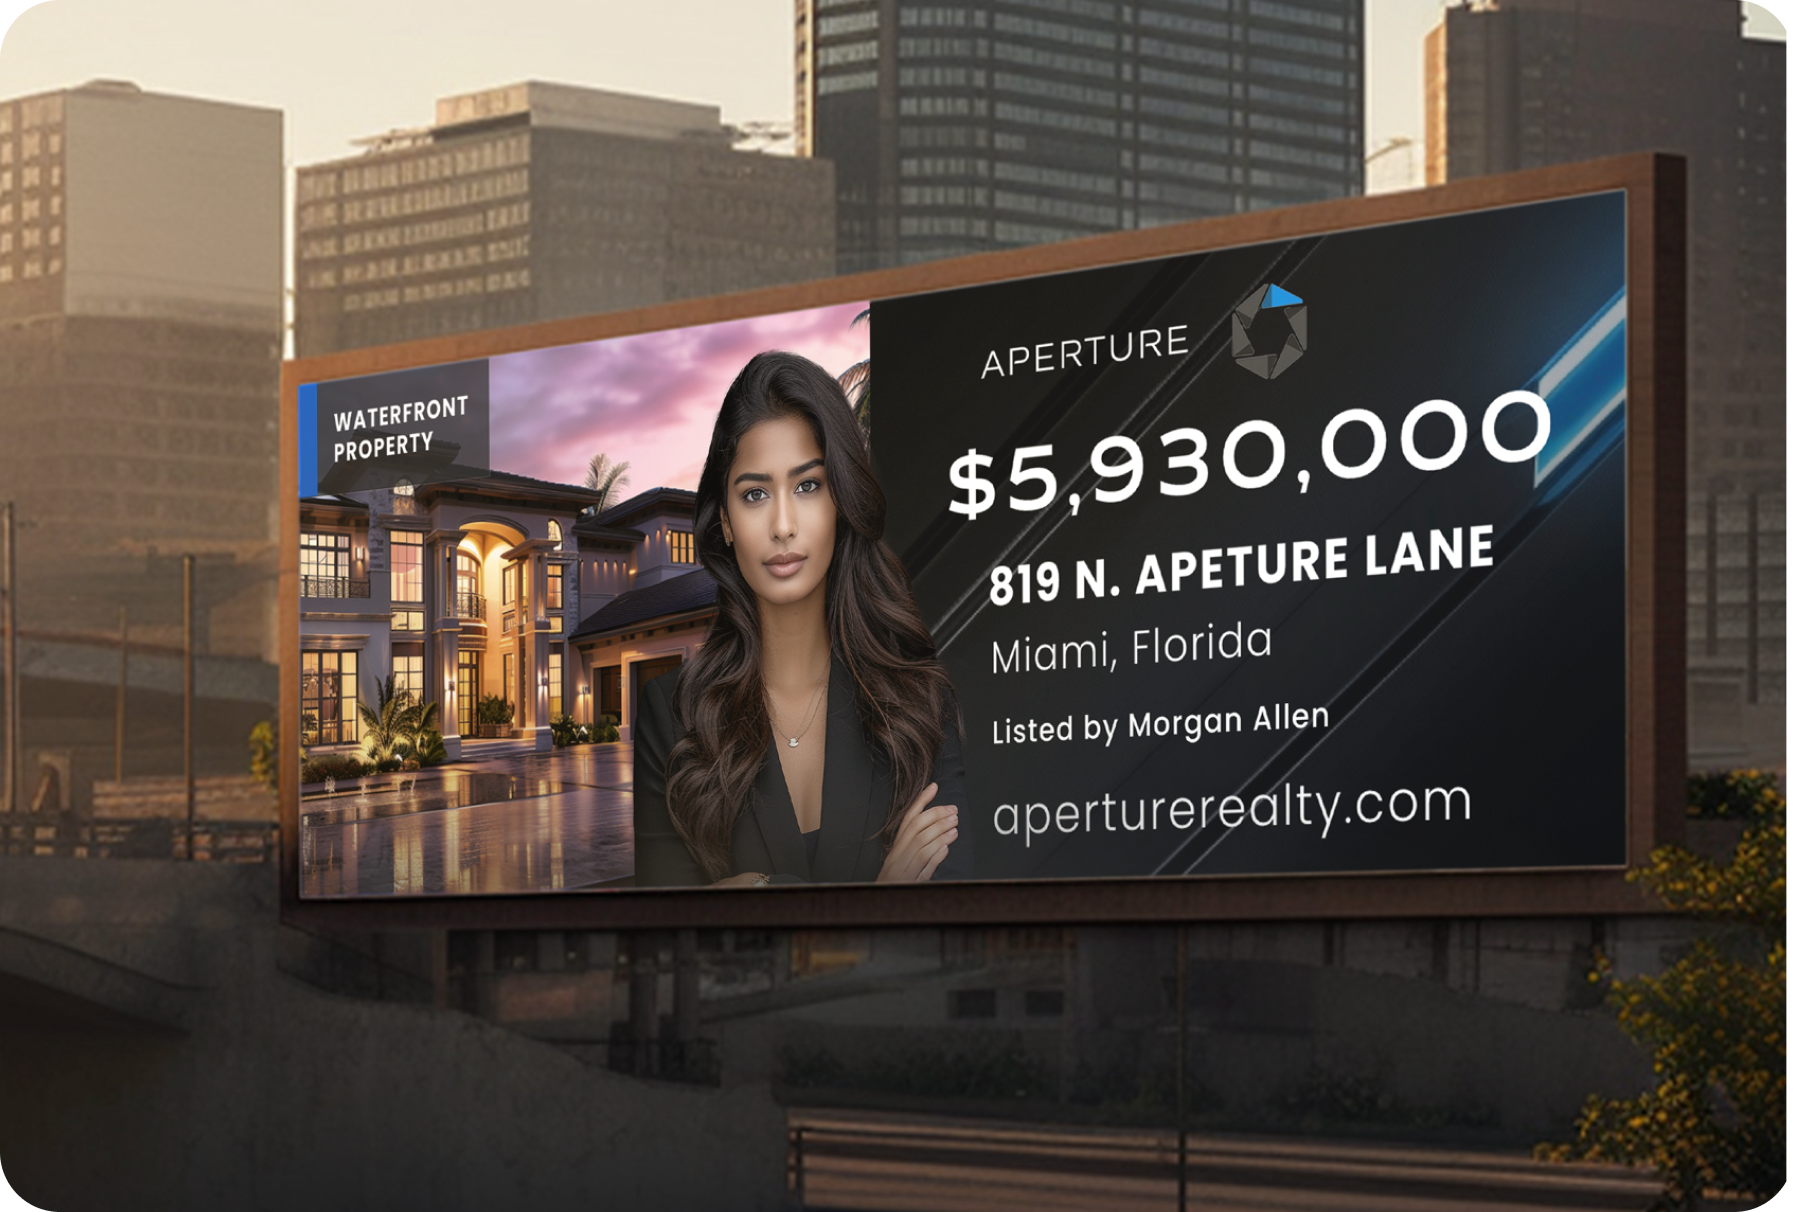 WATERFRONT
PROPERTY
APERTURE
$5,930,000
819 N. APETURE LANE
Miami, Florida
Listed by Morgan Allen
aperturerealty.com